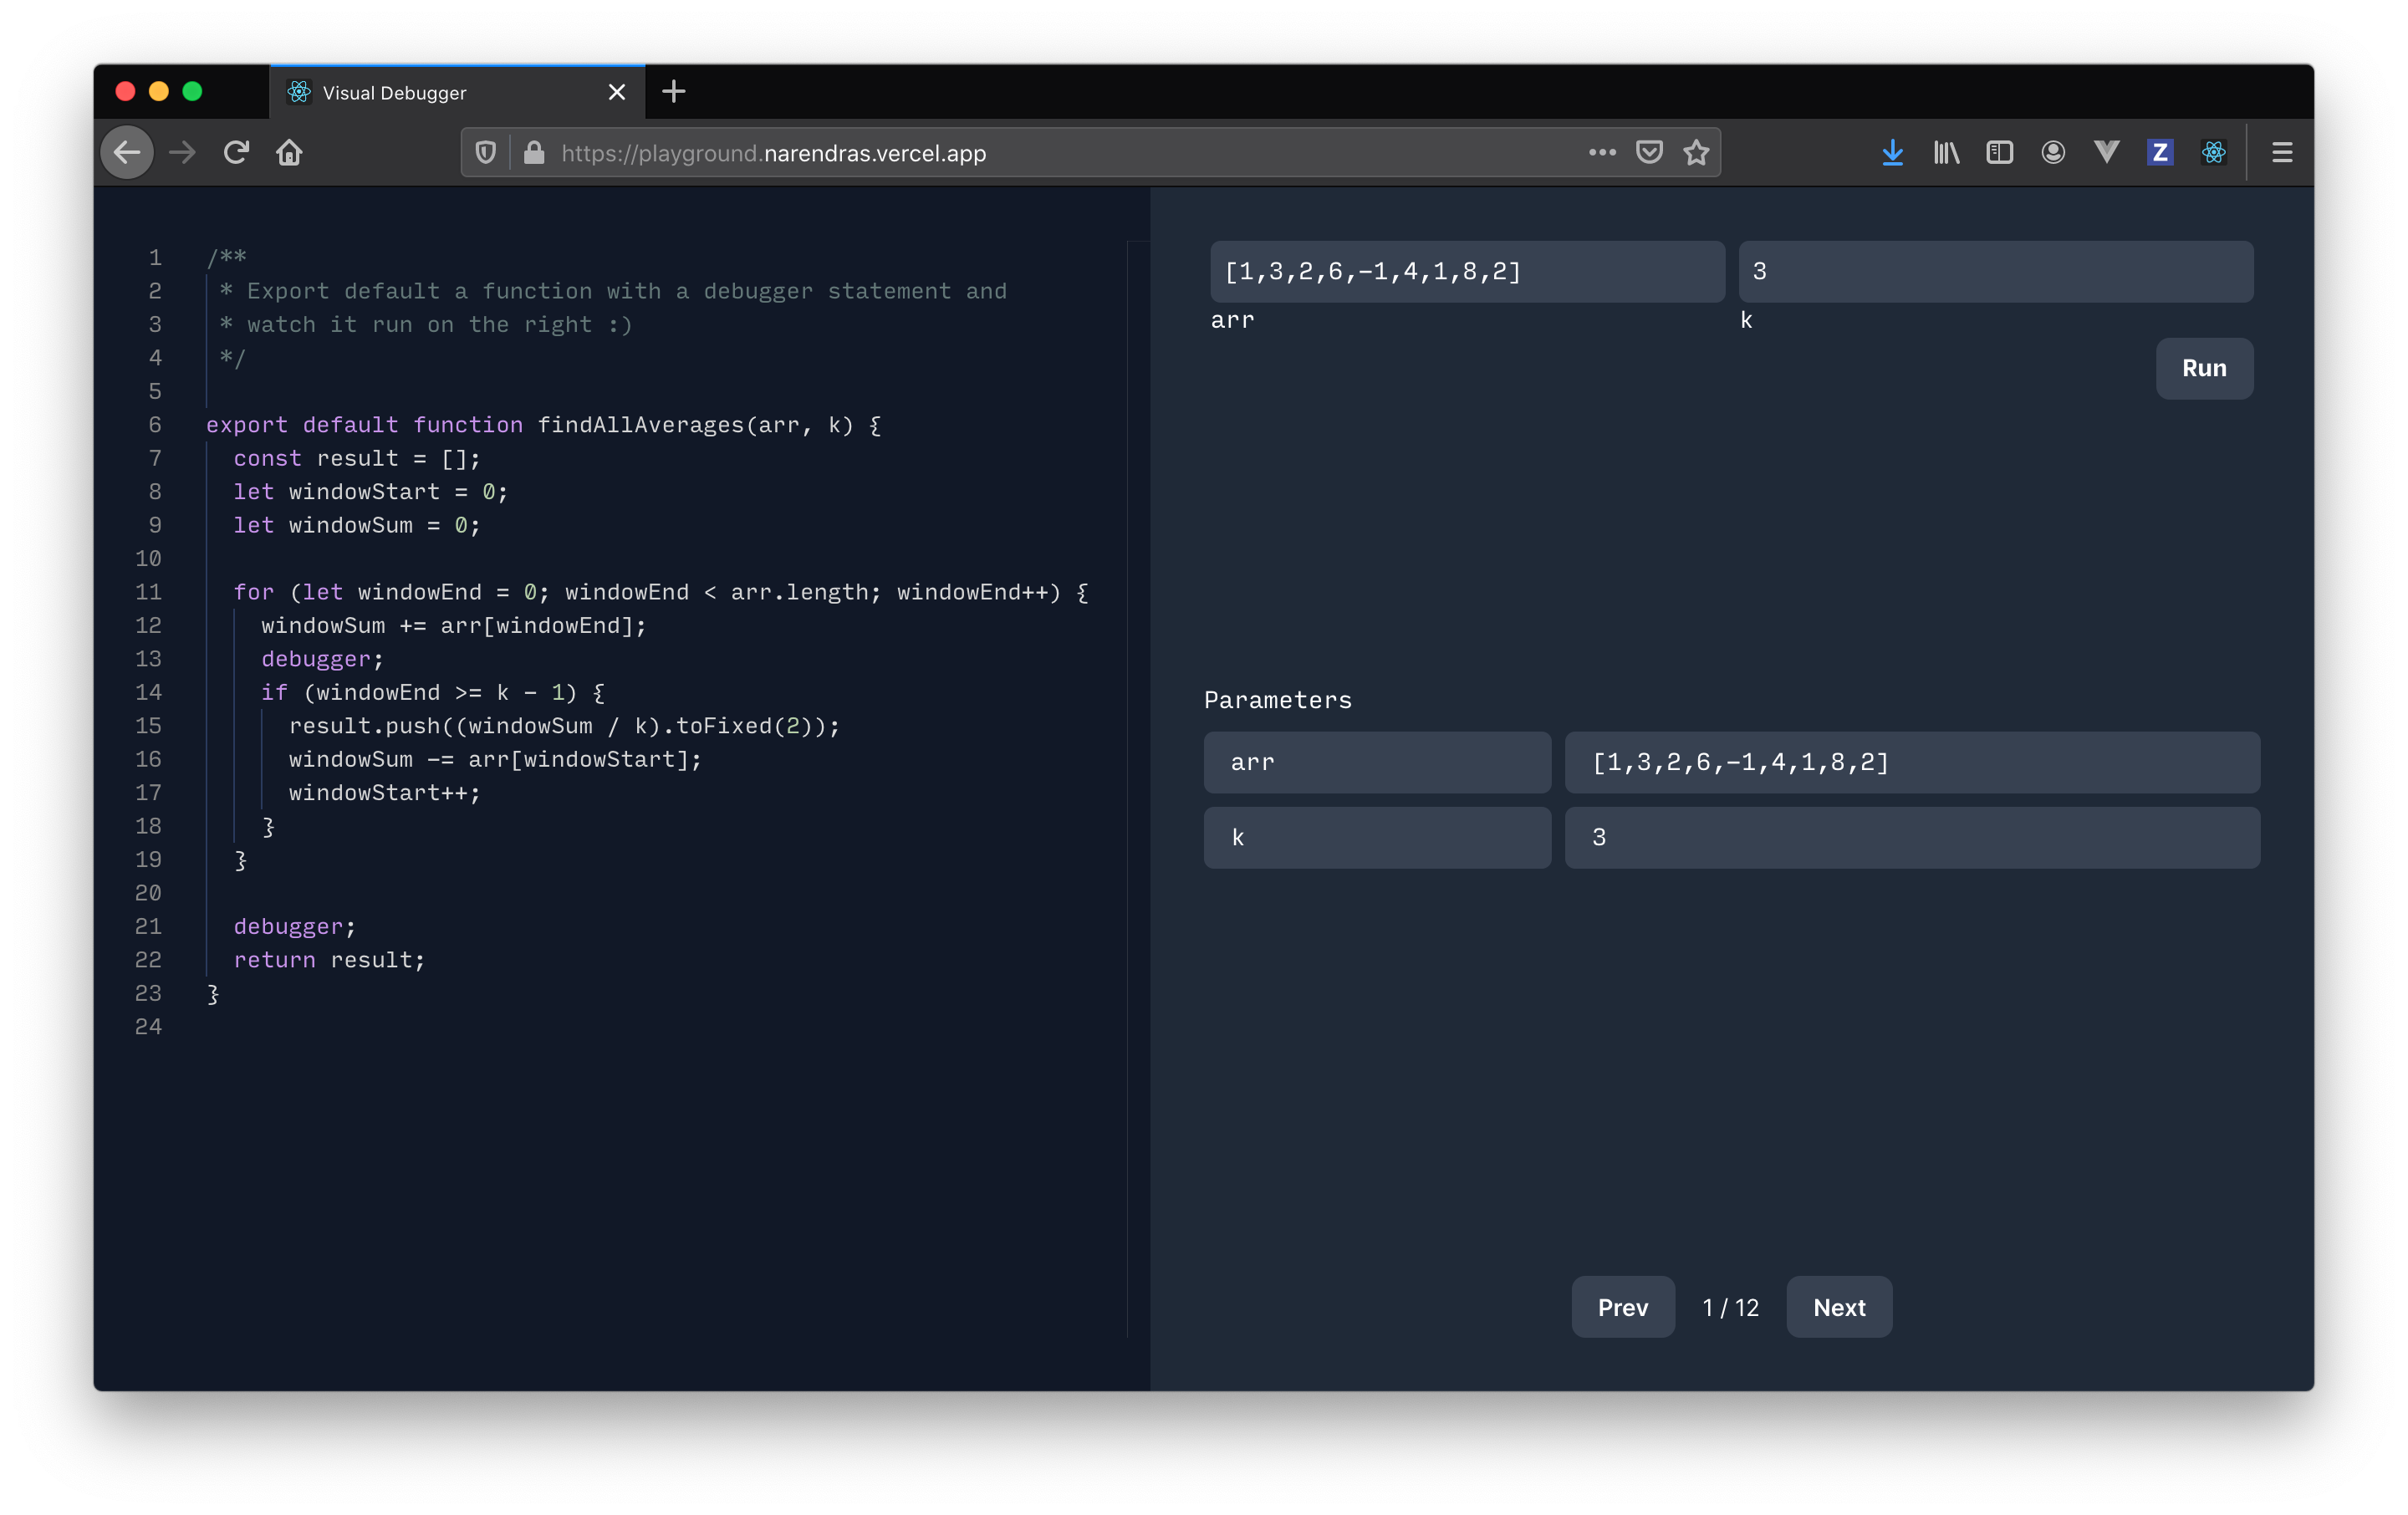 Visual Debugger
https://playground.narendras.vercel.app
Z
1 /**
2 * Export default a function with a debugger statement and
3 * watch it run on the right :)
4 */
5
6 export default function findAllAverages(arr, k) {
7 const result = [];
8 let windowStart = 0;
9 let windowSum = 0;
10
11 for (let windowEnd = 0; windowEnd < arr.length; windowEnd++) {
12 windowSum += arr[windowEnd];
13 debugger;
14 if (windowEnd >= k - 1) {
15 result.push((windowSum / k).toFixed(2));
16 windowSum -= arr[windowStart];
17 windowStart++;
18 }
19 }
20
21 debugger;
22 return result;
23 }
24
[1,3,2,6,-1,4,1,8,2] 3
arr k
Run
Parameters
arr [1,3,2,6,-1,4,1,8,2]
k 3
Prev 1 / 12 Next